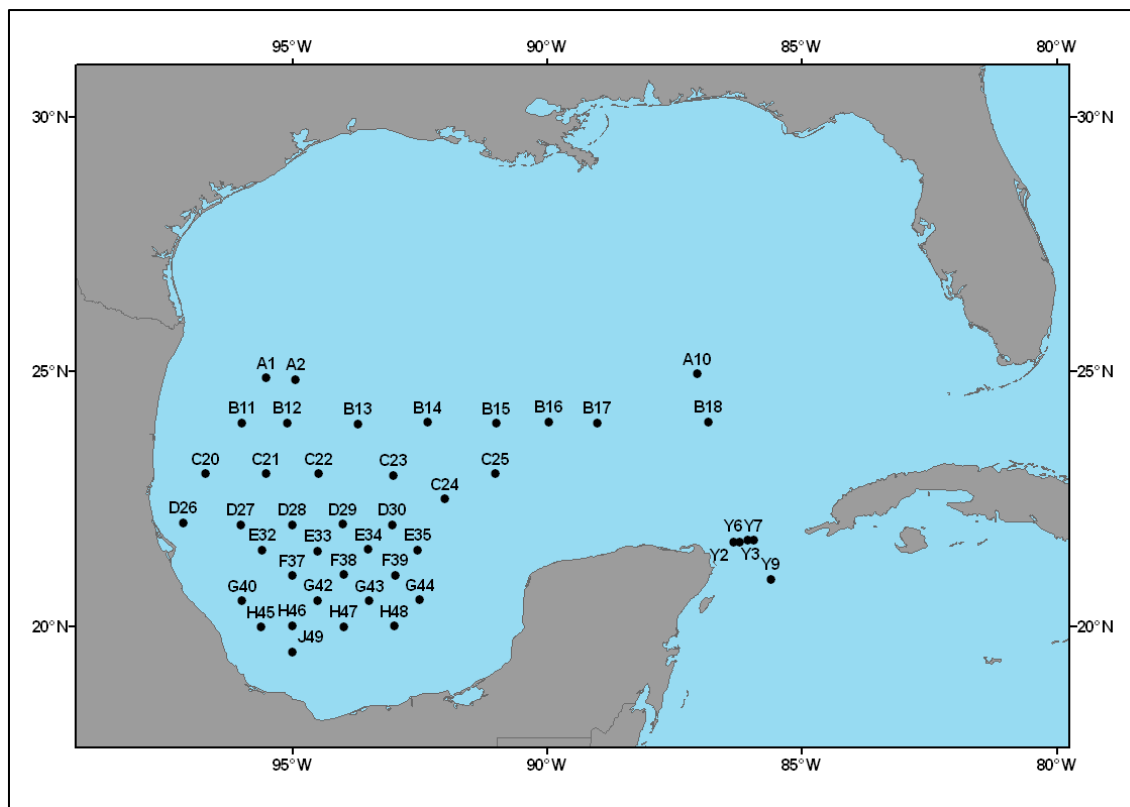 95°W 90°W 85°W 80°W
30°N 30°N
A10
A1 A2
25°N 25°N
B11 B12 B13 B14 B15 B16 B17 B18
C20 C21 C22 C23 C25
C24
D26 D27 D28 D29 D30
Y6 Y7
E32 E33 E34 E35
Y2 Y3
F37 F38 F39 Y9
G40 G42 G43 G44
H45 H46 H47 H48
20°N 20°N
J49
95°W 90°W 85°W 80°W